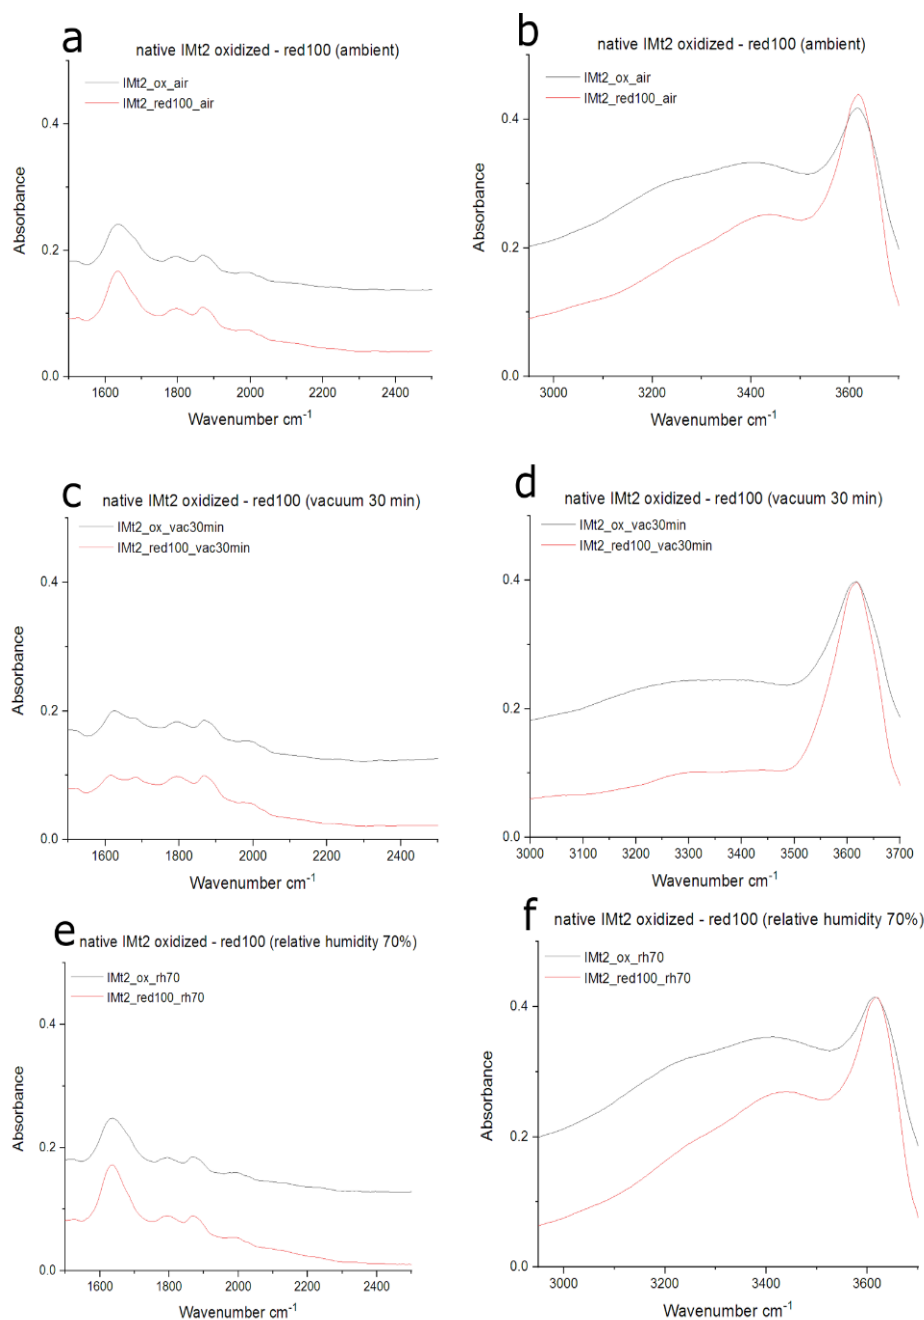 a
native IMt2 oxidized - red100 (ambient)
IMt2_ox_air
IMt2_red100_air
0.4
0.2
0.0
Absorbance
1600 1800 2000 2200 2400
Wavenumber cm⁻¹
b
native IMt2 oxidized - red100 (ambient)
IMt2_ox_air
IMt2_red100_air
0.4
0.2
0.0
Absorbance
3000 3200 3400 3600
Wavenumber cm⁻¹
c
native IMt2 oxidized - red100 (vacuum 30 min)
IMt2_ox_vac30min
IMt2_red100_vac30min
0.4
0.2
0.0
Absorbance
1600 1800 2000 2200 2400
Wavenumber cm⁻¹
d
native IMt2 oxidized - red100 (vacuum 30 min)
IMt2_ox_vac30min
IMt2_red100_vac30min
0.4
0.2
0.0
Absorbance
3000 3100 3200 3300 3400 3500 3600 3700
Wavenumber cm⁻¹
e
native IMt2 oxidized - red100 (relative humidity 70%)
IMt2_ox_rh70
IMt2_red100_rh70
0.4
0.2
0.0
Absorbance
1600 1800 2000 2200 2400
Wavenumber cm⁻¹
f
native IMt2 oxidized - red100 (relative humidity 70%)
IMt2_ox_rh70
IMt2_red100_rh70
0.4
0.2
0.0
Absorbance
3000 3200 3400 3600
Wavenumber cm⁻¹